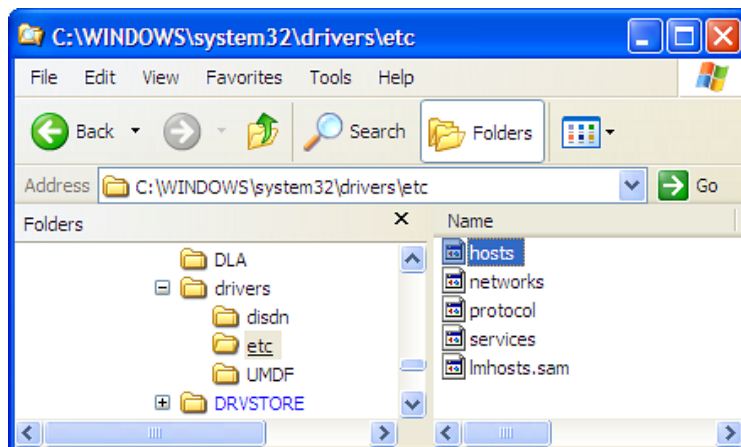 C:\WINDOWS\system32\drivers\etc
File Edit View Favorites Tools Help
Back Search Folders
Address C:\WINDOWS\system32\drivers\etc Go
Folders
DLA
drivers
disdn
etc
UMDF
DRVSTORE
Name
hosts
networks
protocol
services
lmhosts.sam